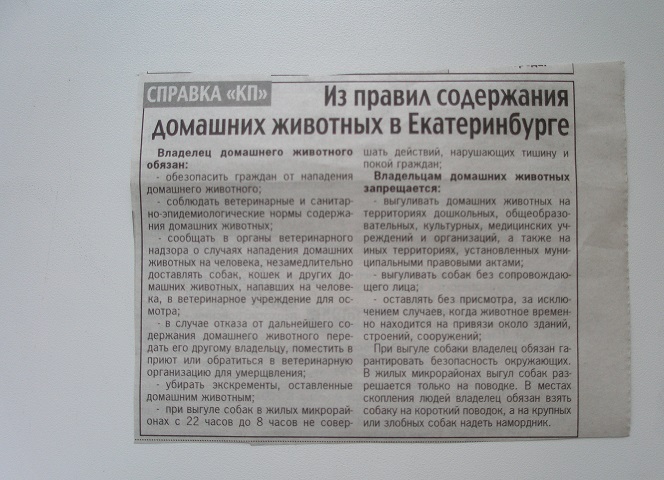 СПРАВКА «КП»
Из правил содержания
домашних животных в Екатеринбурге
Владелец домашнего животного
обязан:
- обезопасить граждан от нападения
домашнего животного;
- соблюдать ветеринарные и санитар-
но-эпидемиологические нормы содержа-
ния домашних животных;
- сообщать в органы ветеринарного
надзора о случаях нападения домашних
животных на человека, незамедлительно
доставлять собак, кошек и других до-
машних животных, напавших на челове-
ка, в ветеринарное учреждение для ос-
мотра;
- в случае отказа от дальнейшего со-
держания домашнего животного пере-
дать его другому владельцу, поместить в
приют или обратиться в ветеринарную
организацию для умерщвления;
- убирать экскременты, оставленные
домашним животным;
- при выгуле собак в жилых микрорай-
онах с 22 часов до 8 часов не совер-
шать действий, нарушающих тишину и
покой граждан;
Владельцам домашних животных
запрещается:
- выгуливать домашних животных на
территориях дошкольных, общеобразо-
вательных, культурных, медицинских уч-
реждений и организаций, а также на
иных территориях, установленных муни-
ципальными правовыми актами;
- выгуливать собак без сопровождаю-
щего лица;
- оставлять без присмотра, за исклю-
чением случаев, когда животное времен-
но находится на привязи около зданий,
строений, сооружений;
При выгуле собаки владелец обязан га-
рантировать безопасность окружающих.
В жилых микрорайонах выгул собак раз-
решается только на поводке. В местах
скопления людей владелец обязан взять
собаку на короткий поводок, а на крупных
или злобных собак надеть намордник.